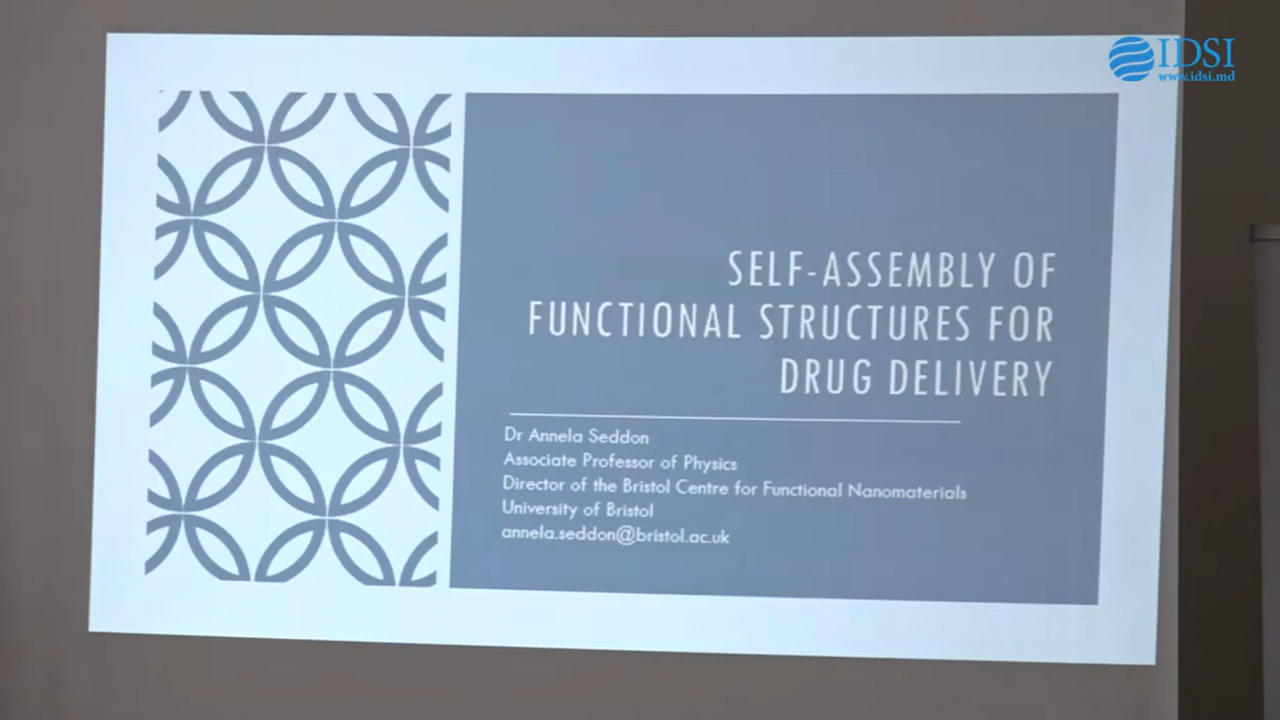 IDSI
www.idsi.md
SELF-ASSEMBLY OF
FUNCTIONAL STRUCTURES FOR
DRUG DELIVERY
Dr Annela Seddon
Associate Professor of Physics
Director of the Bristol Centre for Functional Nanomaterials
University of Bristol
annela.seddon@bristol.ac.uk